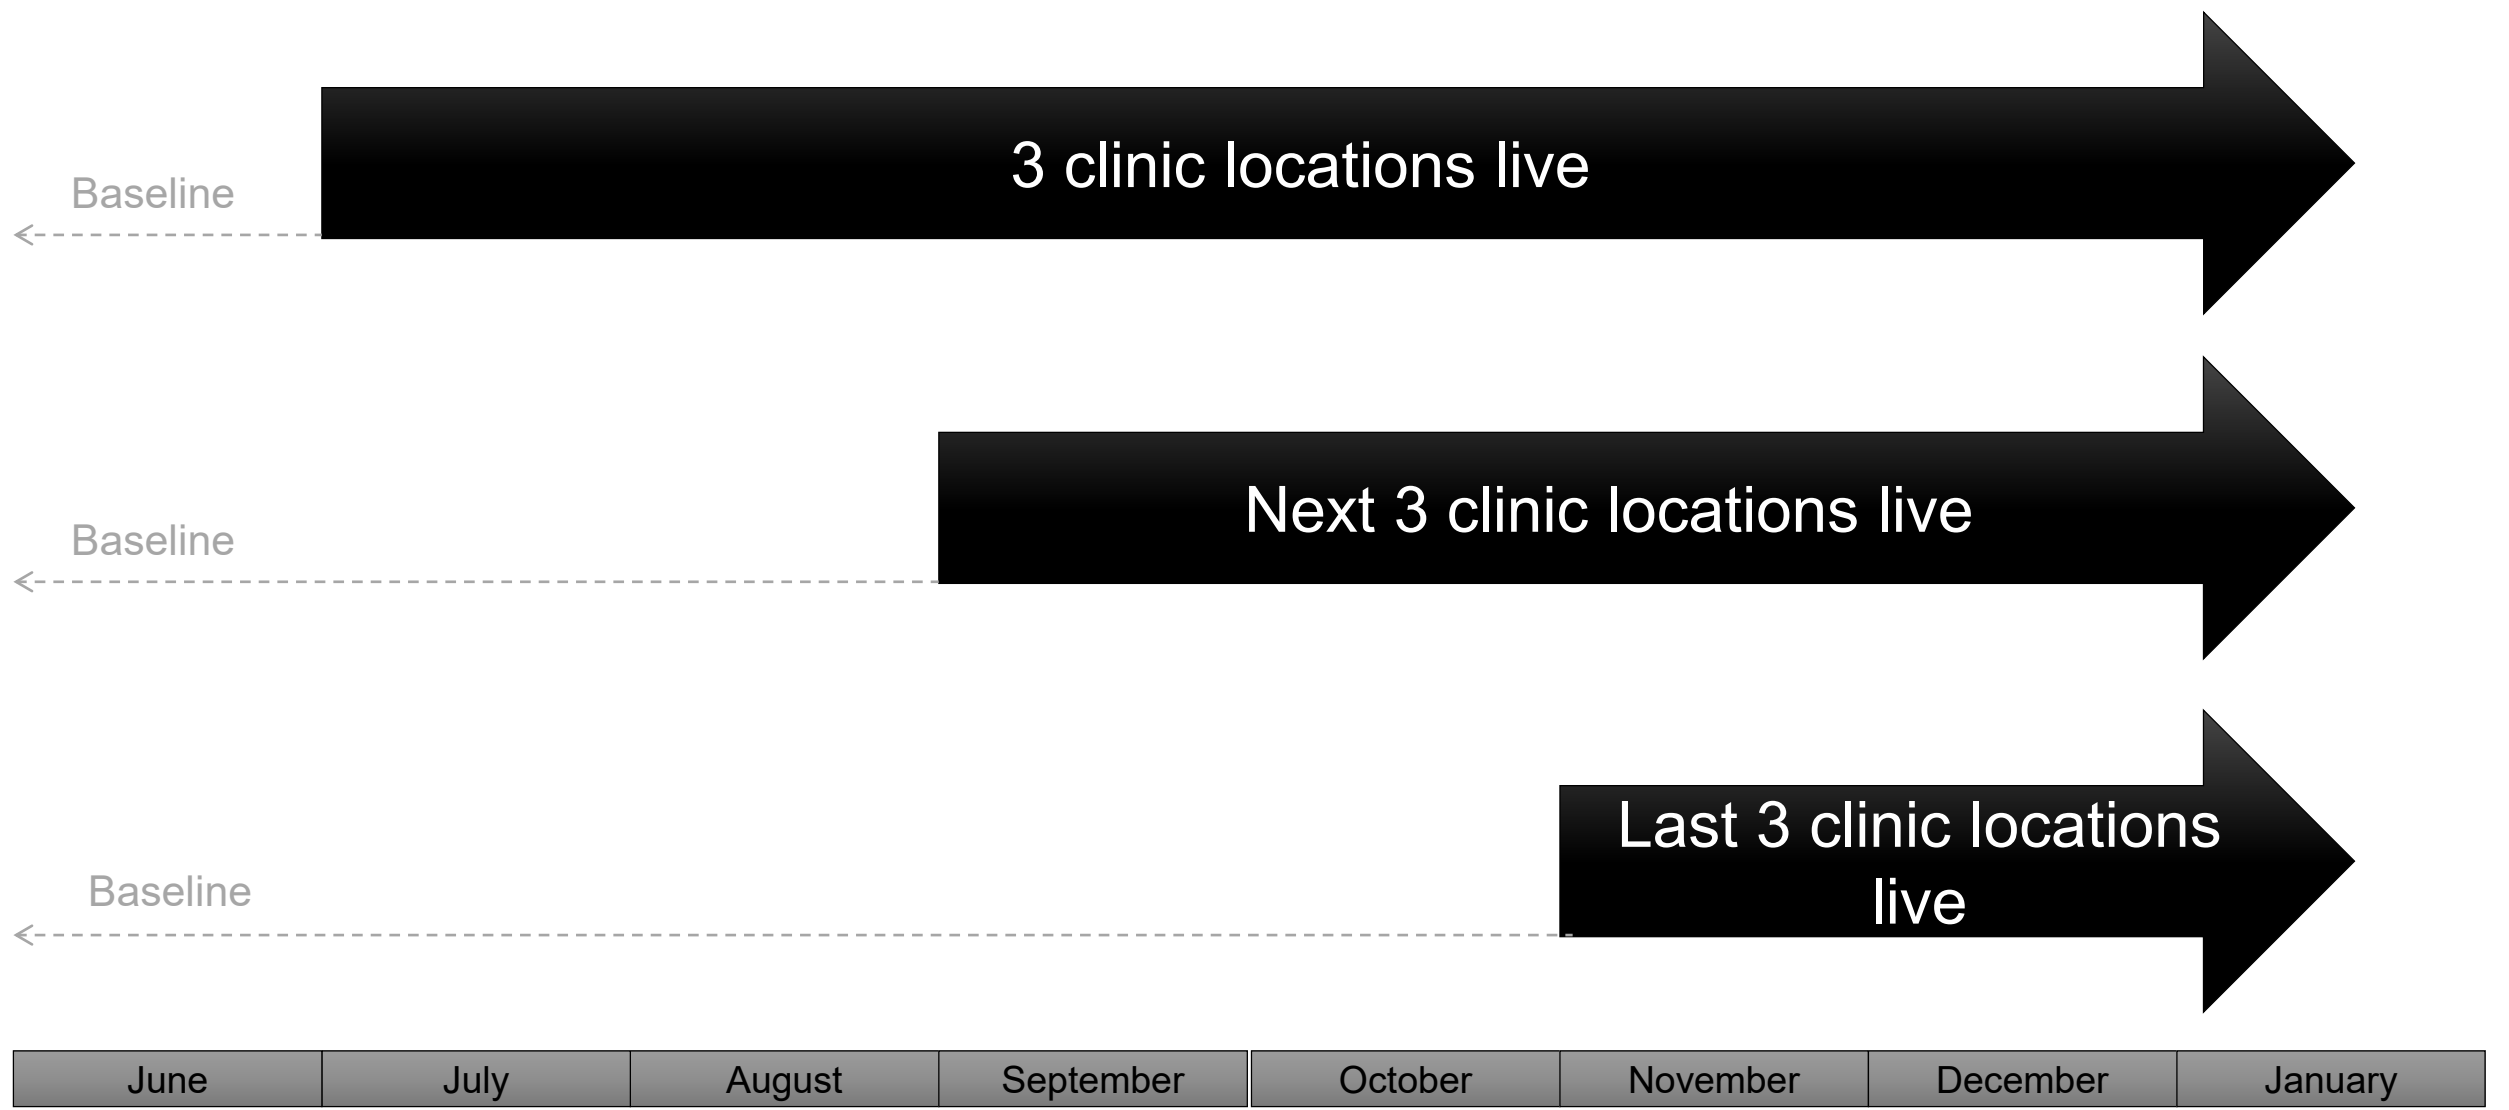 3 clinic locations live
Baseline
Next 3 clinic locations live
Baseline
Last 3 clinic locations
live
Baseline
June July August September October November December January